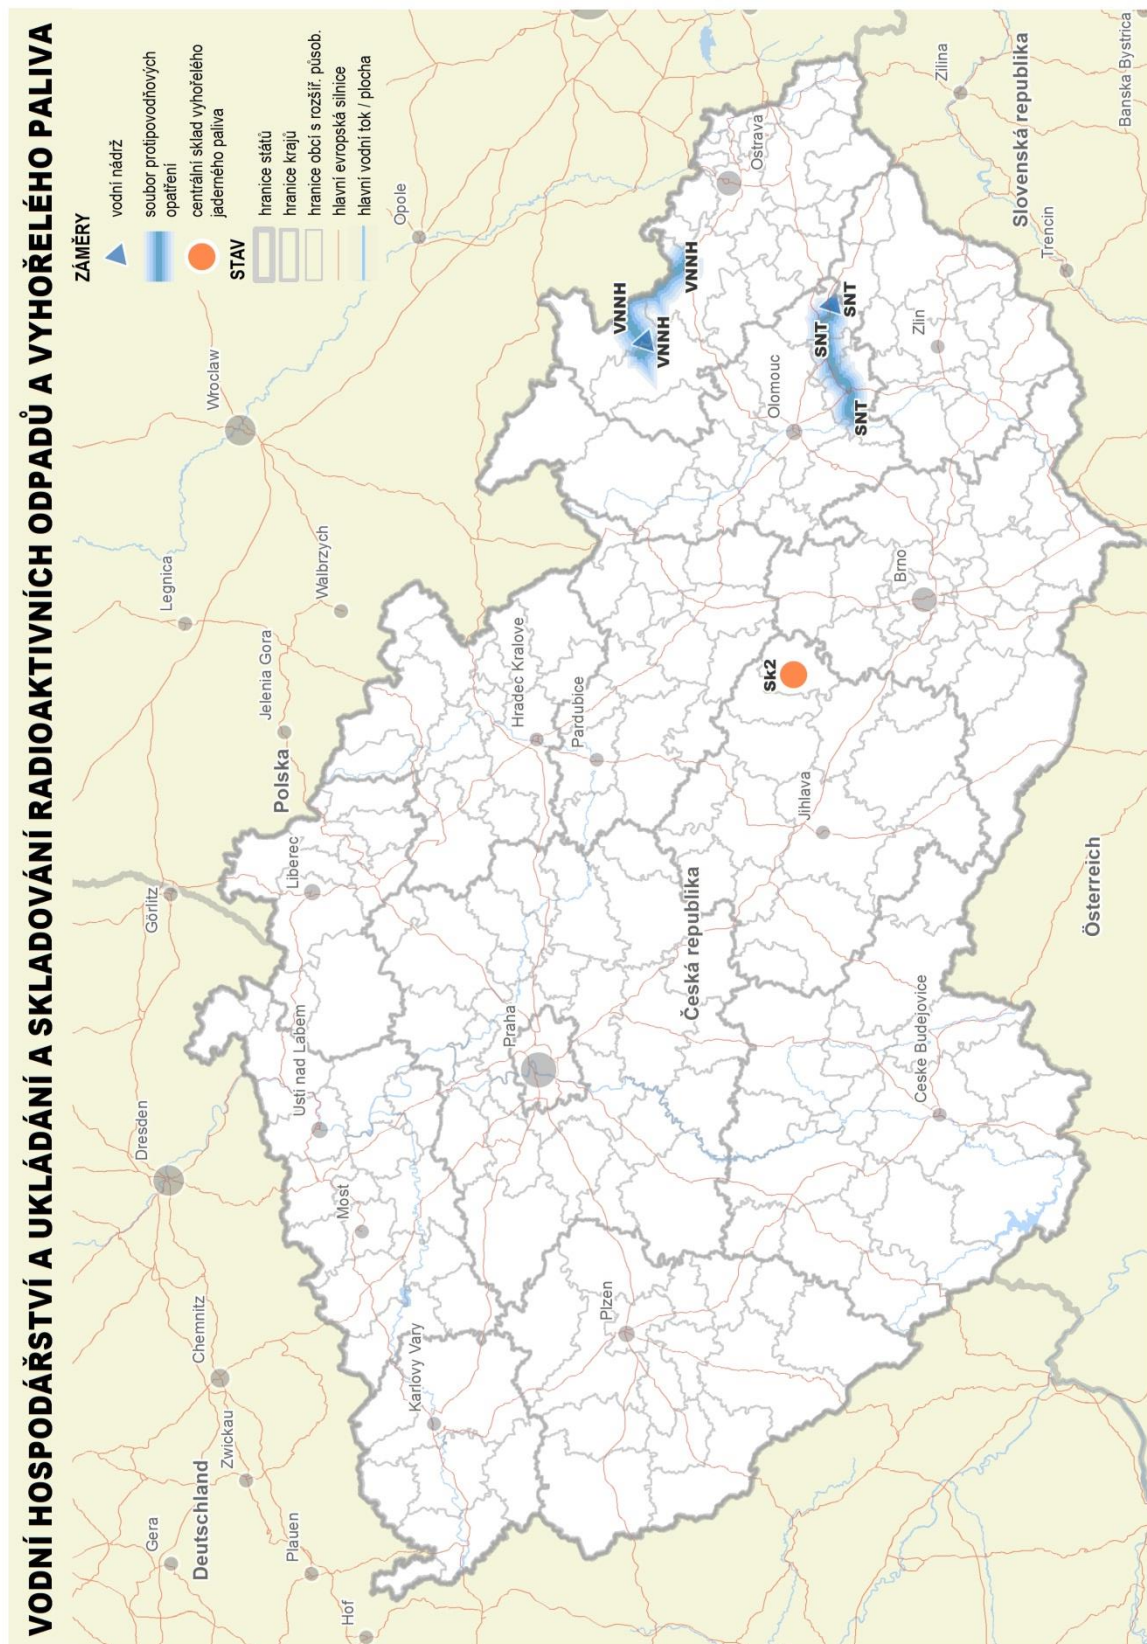 VODNÍ HOSPODÁŘSTVÍ A UKLÁDÁNÍ A SKLADOVÁNÍ RADIOAKTIVNÍCH ODPADŮ A VYHOŘELÉHO PALIVA
ZÁMĚRY
vodní nádrž
soubor protipovodňových
opatření
centrální sklad vyhořelého
jaderného paliva
STAV
hranice států
hranice krajů
hranice obcí s rozšíř. působ.
hlavní evropská silnice
hlavní vodní tok / plocha
Gera
Deutschland
Zwickau
Chemnitz
Plauen
Hof
Dresden
Görlitz
Legnica
Wroclaw
Walbrzych
Jelenia Gora
Polska
Opole
Liberec
Usti nad Labem
Most
Karlovy Vary
Praha
Hradec Kralove
Pardubice
Plzen
Česká republika
Ceske Budejovice
Jihlava
Sk2
Brno
Olomouc
Ostrava
Zlin
VNNH
VNNH
VNNH
SNT
SNT
SNT
Österreich
Slovenská republika
Zilina
Trencin
Banska Bystrica